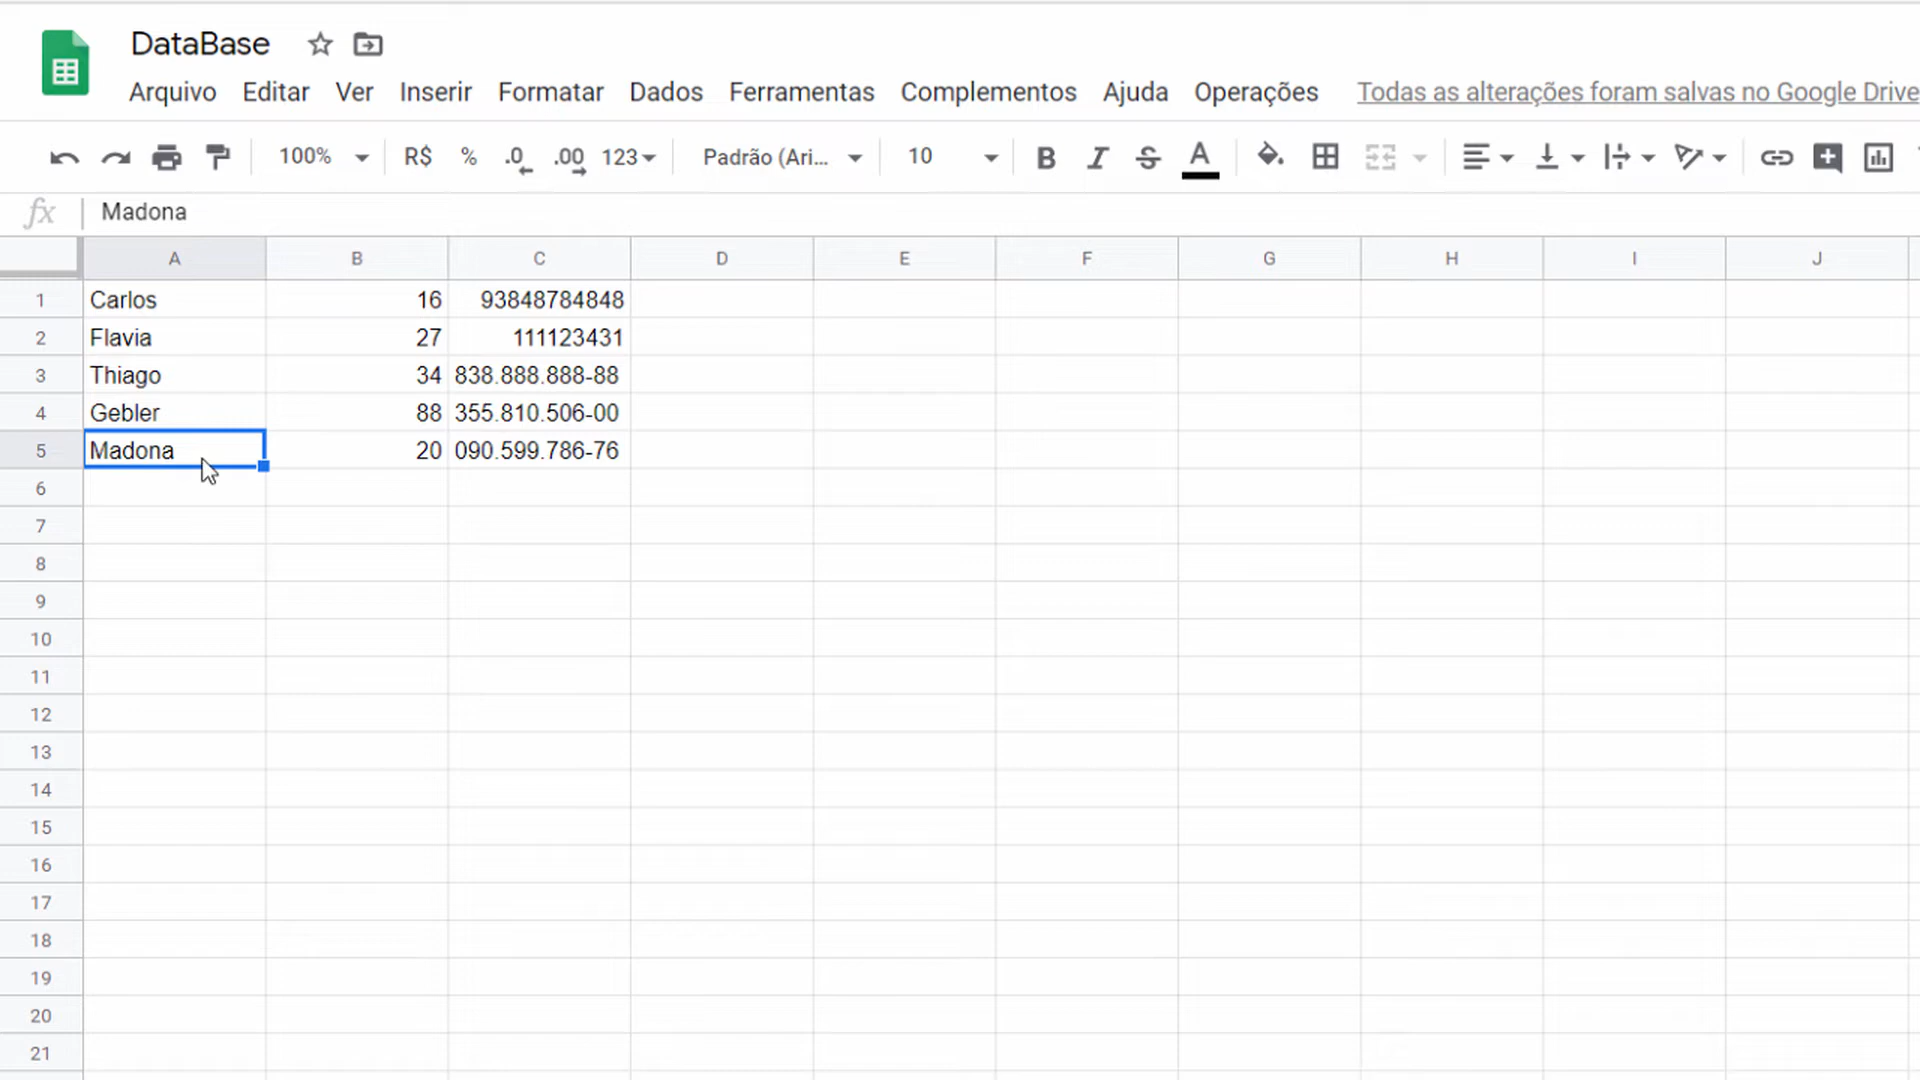 DataBase
Arquivo Editar Ver Inserir Formatar Dados Ferramentas Complementos Ajuda Operações Todas as alterações foram salvas no Google Drive
100% R$ % .0 .00 123 Padrão (Ari... 10 B I S A
fx Madona
A B C D E F G H I J
1 Carlos 16 93848784848
2 Flavia 27 111123431
3 Thiago 34 838.888.888-88
4 Gebler 88 355.810.506-00
5 Madona 20 090.599.786-76
6
7
8
9
10
11
12
13
14
15
16
17
18
19
20
21